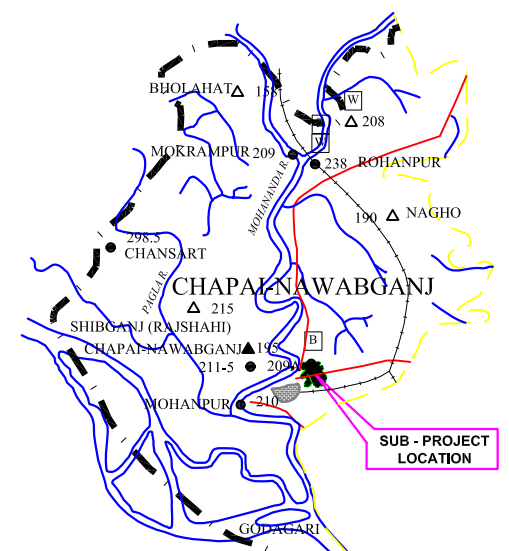 BHOLAHAT 158
W
208
W
MOKRAMPUR 209
238 ROHANPUR
MOHANANDA R.
190 NAGHO
298.5
CHANSART
PAGLA R.
CHAPAI-NAWABGANJ
215
SHIBGANJ (RAJSHAHI)
B
CHAPAI-NAWABGANJ 195
211-5 209A
MOHANPUR 210
SUB - PROJECT
LOCATION
GODAGARI